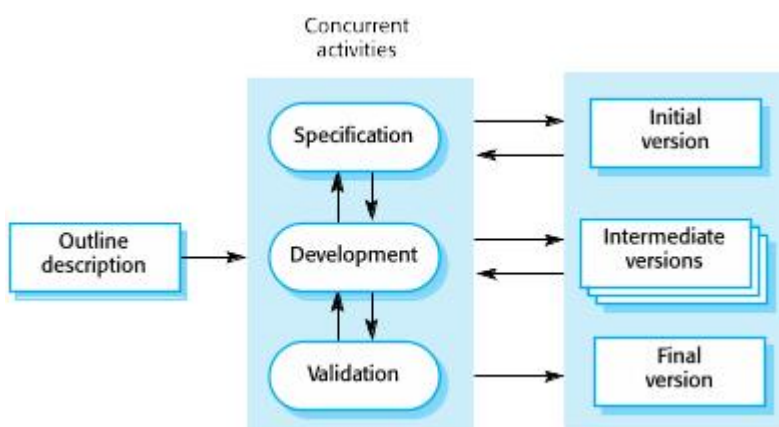 Concurrent
activities
Specification
Initial
version
Outline
description
Development
Intermediate
versions
Validation
Final
version